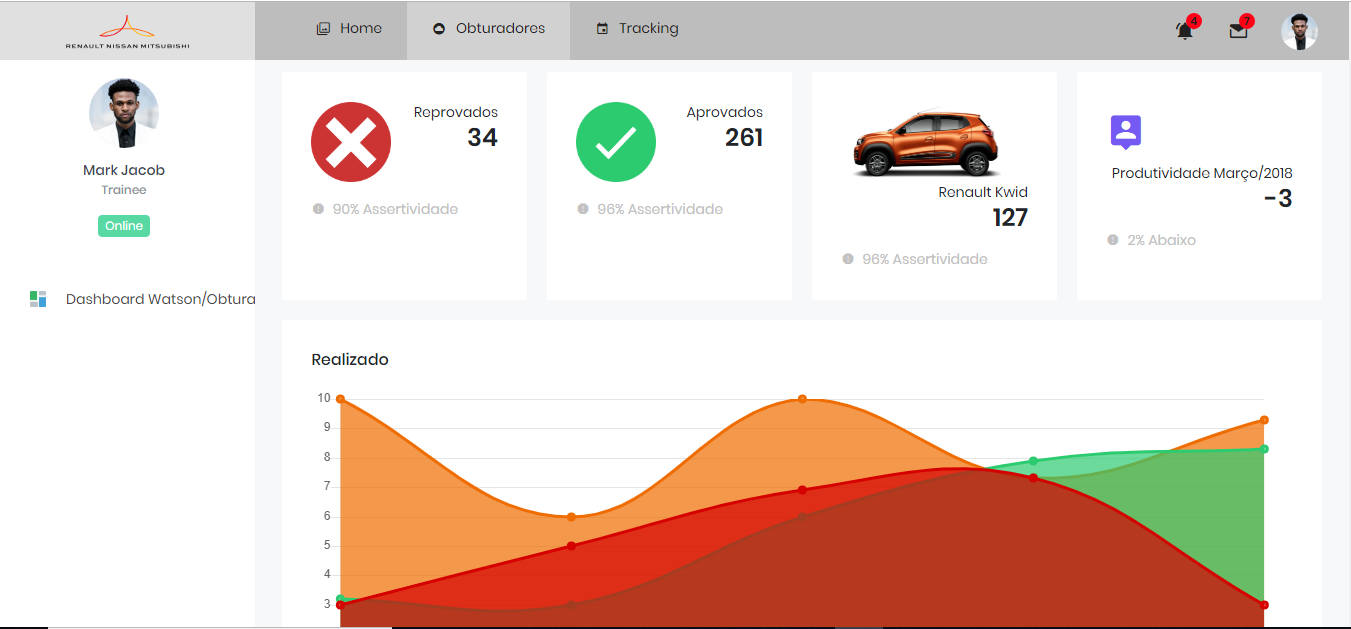 RENAULT NISSAN MITSUBISHI
Home
Obturadores
Tracking
4
7
Mark Jacob
Trainee
Online
Dashboard Watson/Obtura
Reprovados
34
90% Assertividade
Aprovados
261
96% Assertividade
Renault Kwid
127
96% Assertividade
Produtividade Março/2018
-3
2% Abaixo
Realizado
10
9
8
7
6
5
4
3